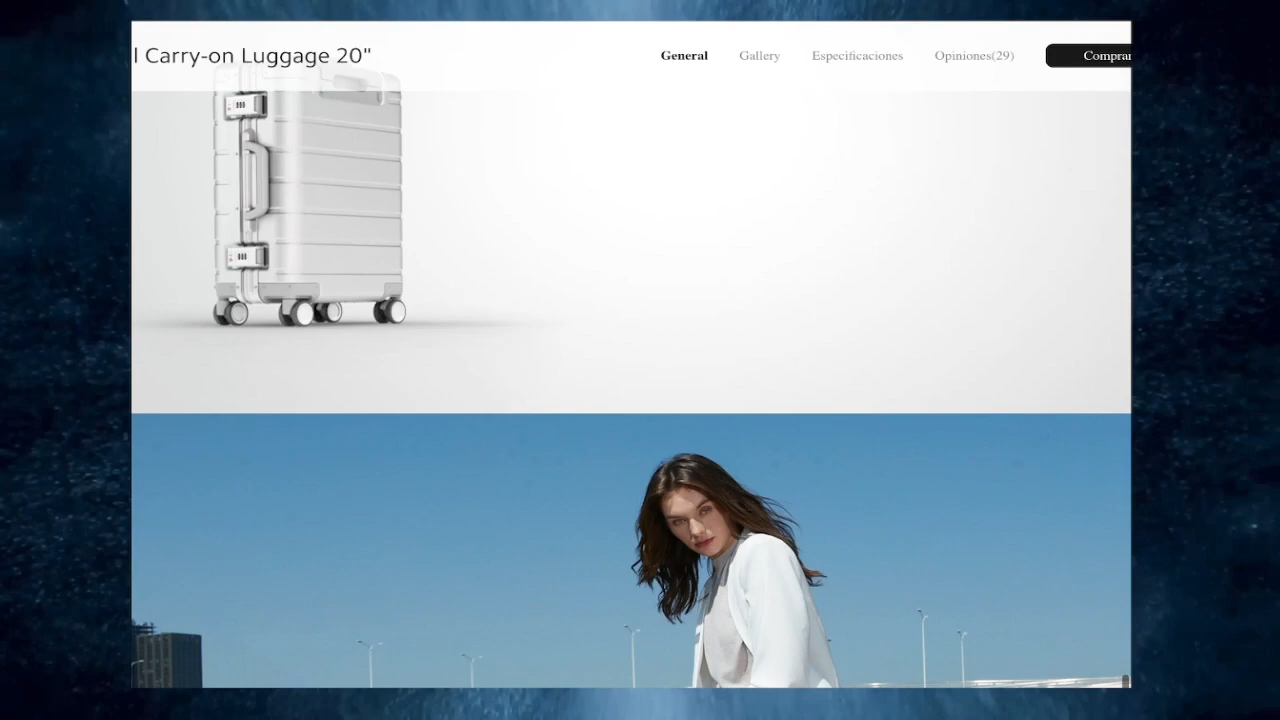 l Carry-on Luggage 20"
General
Gallery
Especificaciones
Opiniones(29)
Comprar